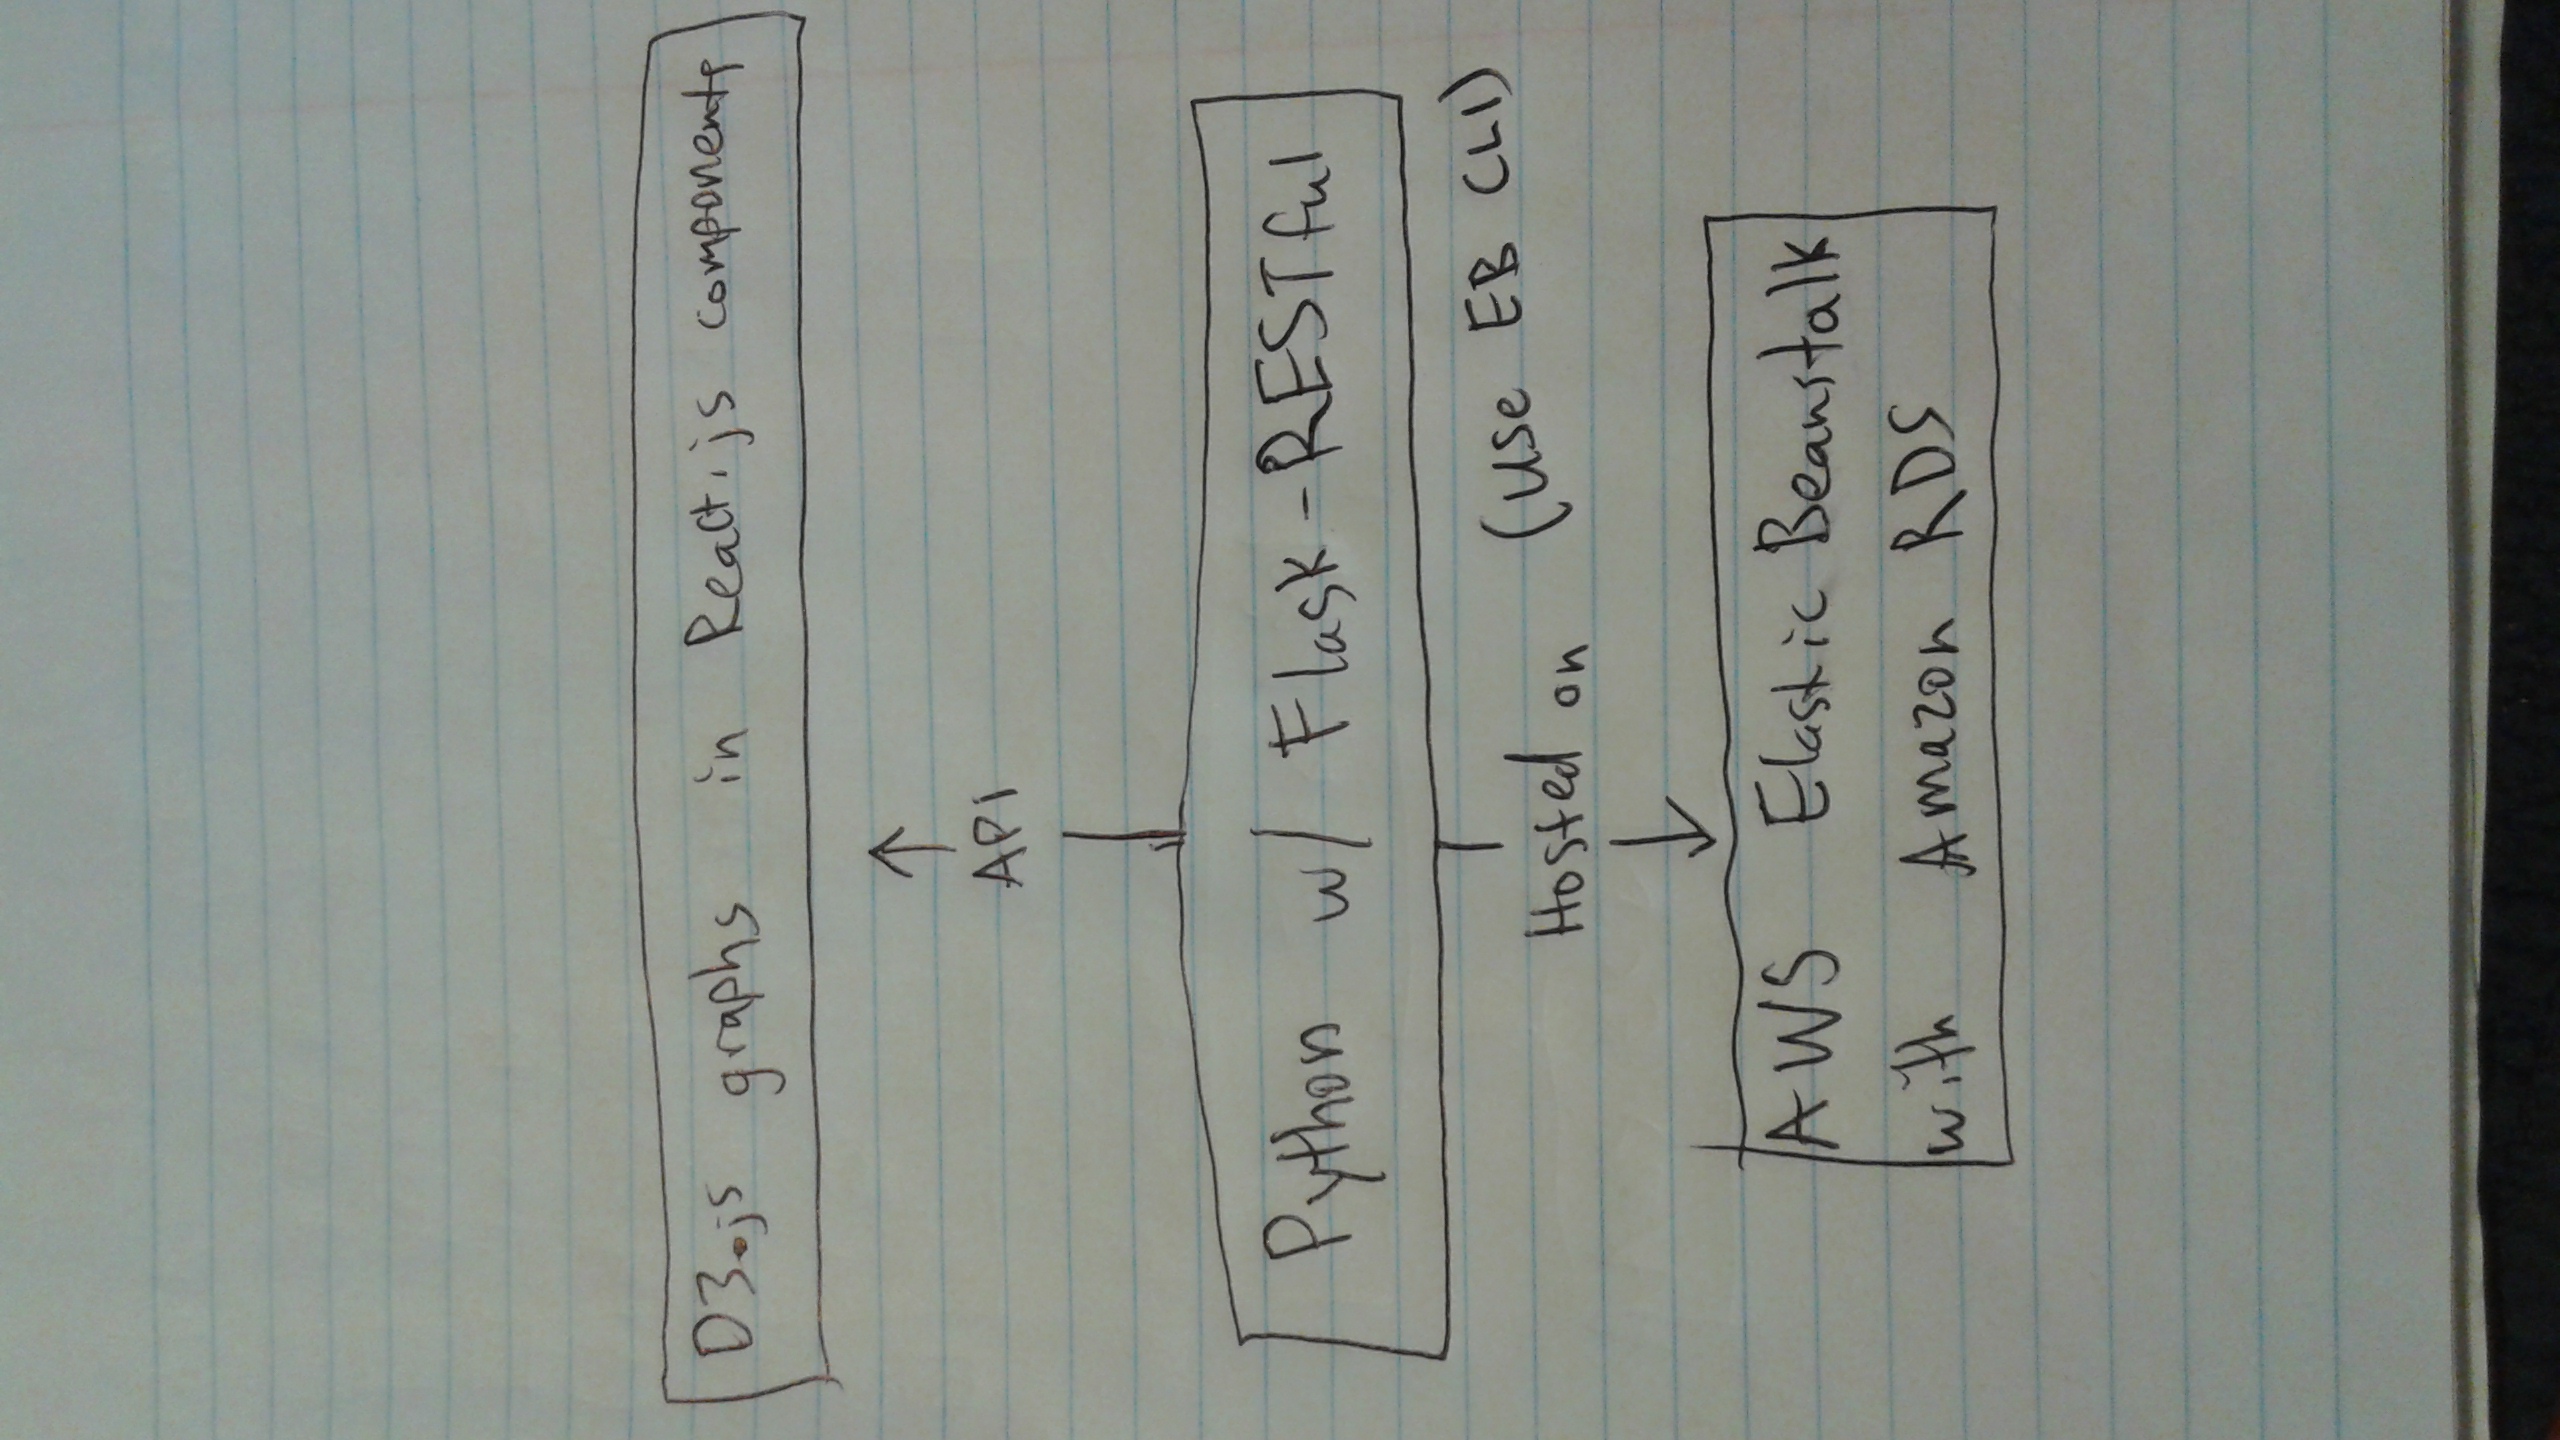 D3.js graphs in React.js components
API
Python w/ Flask-RESTful
Hosted on (use EB CLI)
AWS Elastic Beanstalk
with Amazon RDS